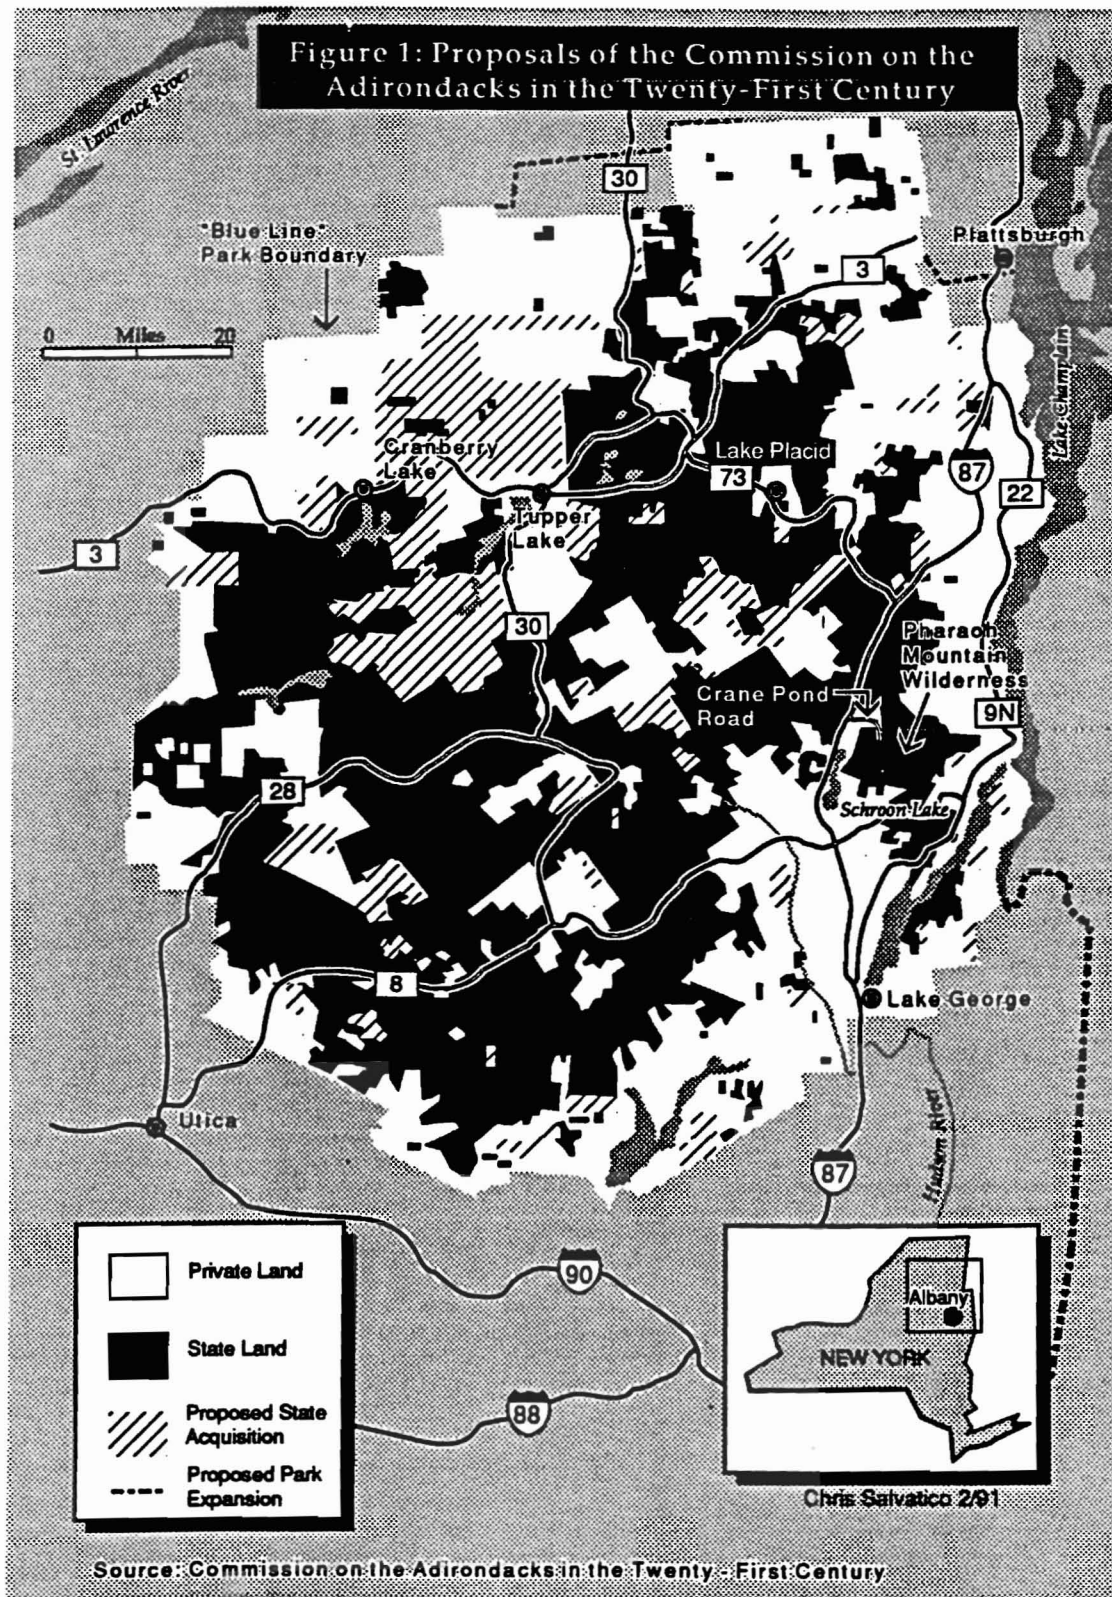 Figure 1: Proposals of the Commission on the
Adirondacks in the Twenty-First Century
St. Lawrence River
30
"Blue Line"
Park Boundary
Plattsburgh
3
0 Miles 20
Lake Champlain
Cranberry
Lake
Lake Placid
73
87
22
Tupper
Lake
3
30
Pharaoh
Mountain
Wilderness
Crane Pond
Road
9N
28
Schroon Lake
8
Lake George
Utica
Hudson River
87
Private Land
State Land
Proposed State
Acquisition
Proposed Park
Expansion
90
88
Albany
NEW YORK
Chris Salvatico 2/91
Source: Commission on the Adirondacks in the Twenty - First Century